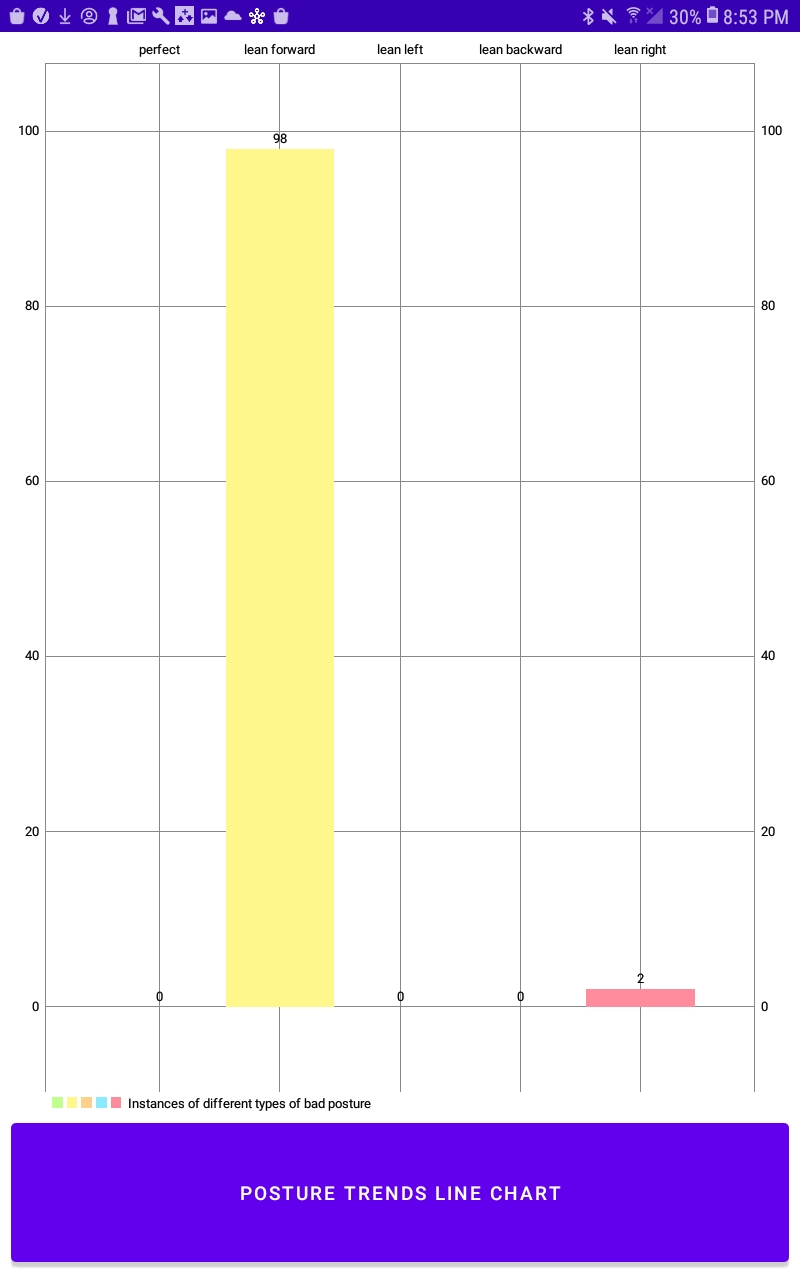 30% 8:53 PM
perfect lean forward lean left lean backward lean right
100 100
98
80 80
60 60
40 40
20 20
2
0 0 0
0 0
Instances of different types of bad posture
POSTURE TRENDS LINE CHART